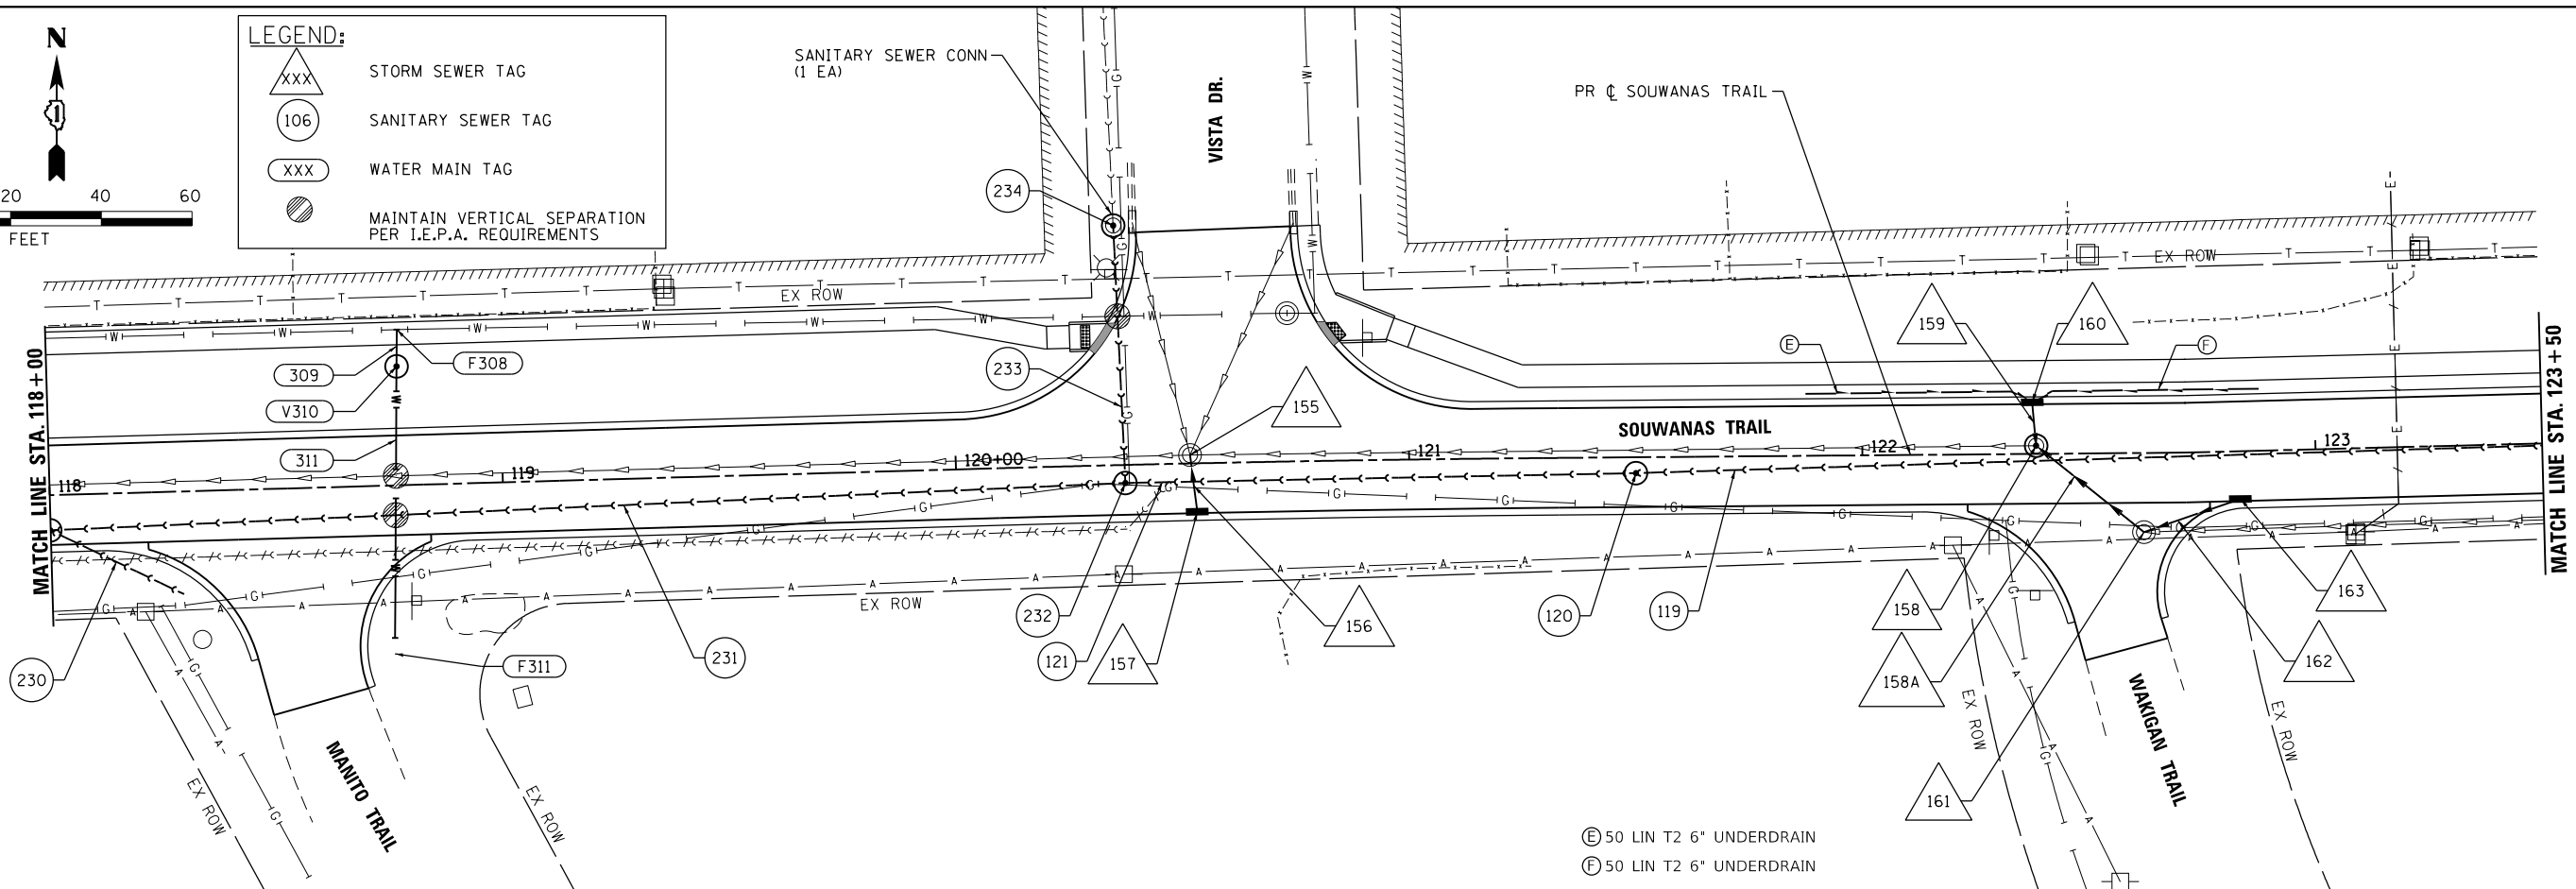 N
20 40 60
FEET
LEGEND:
XXX STORM SEWER TAG
106 SANITARY SEWER TAG
XXX WATER MAIN TAG
MAINTAIN VERTICAL SEPARATION
PER I.E.P.A. REQUIREMENTS
SANITARY SEWER CONN
(1 EA)
VISTA DR.
PR ℄ SOUWANAS TRAIL
234
EX ROW
EX ROW
159
160
E
F
309
F308
V310
311
233
155
SOUWANAS TRAIL
MATCH LINE STA. 118+00
MATCH LINE STA. 123+50
118
119
120+00
121
122
123
230
231
F311
232
121
157
156
120
119
158
158A
161
162
163
EX ROW
EX ROW
EX ROW
EX ROW
EX ROW
MANITO TRAIL
WAKIGAN TRAIL
E 50 LIN T2 6" UNDERDRAIN
F 50 LIN T2 6" UNDERDRAIN